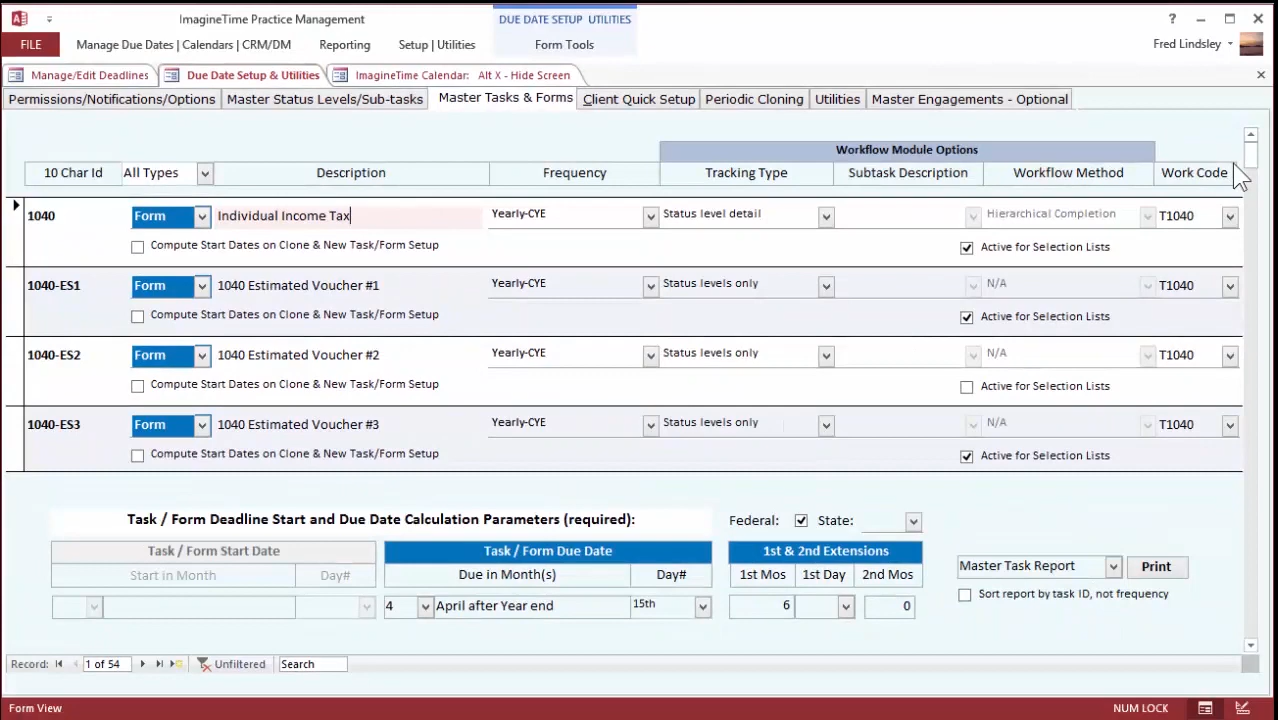 ImagineTime Practice Management
DUE DATE SETUP UTILITIES
?
FILE
Manage Due Dates | Calendars | CRM/DM
Reporting
Setup | Utilities
Form Tools
Fred Lindsley
Manage/Edit Deadlines
Due Date Setup & Utilities
ImagineTime Calendar: Alt X - Hide Screen
Permissions/Notifications/Options
Master Status Levels/Sub-tasks
Master Tasks & Forms
Client Quick Setup
Periodic Cloning
Utilities
Master Engagements - Optional
Workflow Module Options
10 Char Id
All Types
Description
Frequency
Tracking Type
Subtask Description
Workflow Method
Work Code
1040
Form
Individual Income Tax
Yearly-CYE
Status level detail
Hierarchical Completion
T1040
Compute Start Dates on Clone & New Task/Form Setup
Active for Selection Lists
1040-ES1
Form
1040 Estimated Voucher #1
Yearly-CYE
Status levels only
N/A
T1040
Compute Start Dates on Clone & New Task/Form Setup
Active for Selection Lists
1040-ES2
Form
1040 Estimated Voucher #2
Yearly-CYE
Status levels only
N/A
T1040
Compute Start Dates on Clone & New Task/Form Setup
Active for Selection Lists
1040-ES3
Form
1040 Estimated Voucher #3
Yearly-CYE
Status levels only
N/A
T1040
Compute Start Dates on Clone & New Task/Form Setup
Active for Selection Lists
Task / Form Deadline Start and Due Date Calculation Parameters (required):
Federal:
State:
Task / Form Start Date
Task / Form Due Date
1st & 2nd Extensions
Start in Month
Day#
Due in Month(s)
Day#
1st Mos
1st Day
2nd Mos
4
April after Year end
15th
6
0
Master Task Report
Print
Sort report by task ID, not frequency
Record:
1 of 54
Unfiltered
Search
Form View
NUM LOCK